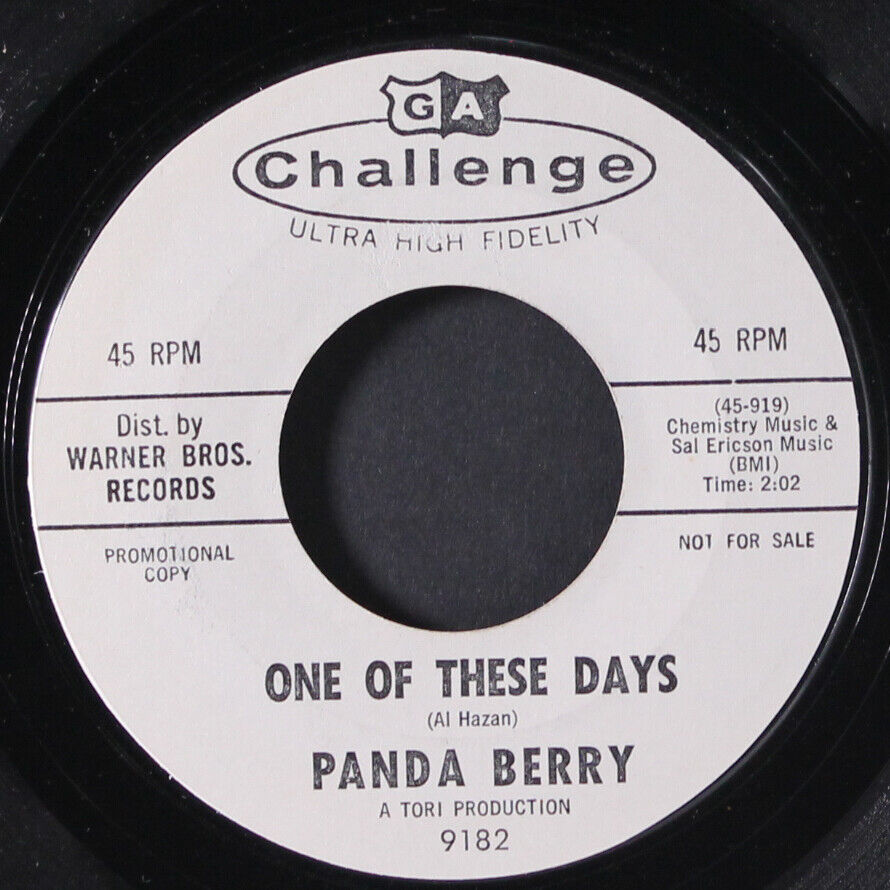 GA
Challenge
ULTRA HIGH FIDELITY
45 RPM
45 RPM
Dist. by
WARNER BROS.
RECORDS
(45-919)
Chemistry Music &
Sal Ericson Music
(BMI)
Time: 2:02
PROMOTIONAL
COPY
NOT FOR SALE
ONE OF THESE DAYS
(Al Hazan)
PANDA BERRY
A TORI PRODUCTION
9182